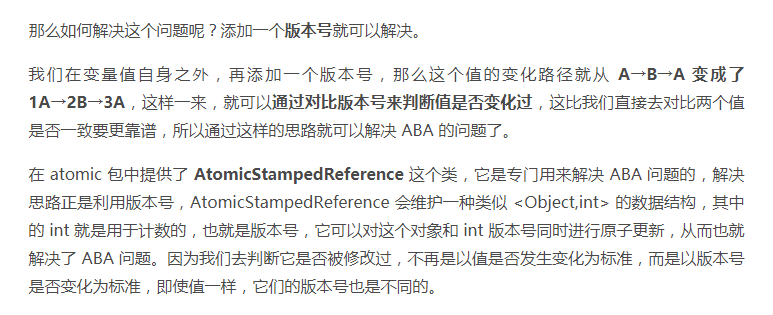 那么如何解决这个问题呢？添加一个版本号就可以解决。
我们在变量值自身之外，再添加一个版本号，那么这个值的变化路径就从 A→B→A 变成了
1A→2B→3A，这样一来，就可以通过对比版本号来判断值是否变化过，这比我们直接去对比两个值
是否一致要更靠谱，所以通过这样的思路就可以解决 ABA 的问题了。
在 atomic 包中提供了 AtomicStampedReference 这个类，它是专门用来解决 ABA 问题的，解决
思路正是利用版本号，AtomicStampedReference 会维护一种类似 <Object,int> 的数据结构，其中
的 int 就是用于计数的，也就是版本号，它可以对这个对象和 int 版本号同时进行原子更新，从而也就
解决了 ABA 问题。因为我们去判断它是否被修改过，不再是以值是否发生变化为标准，而是以版本号
是否变化为标准，即使值一样，它们的版本号也是不同的。